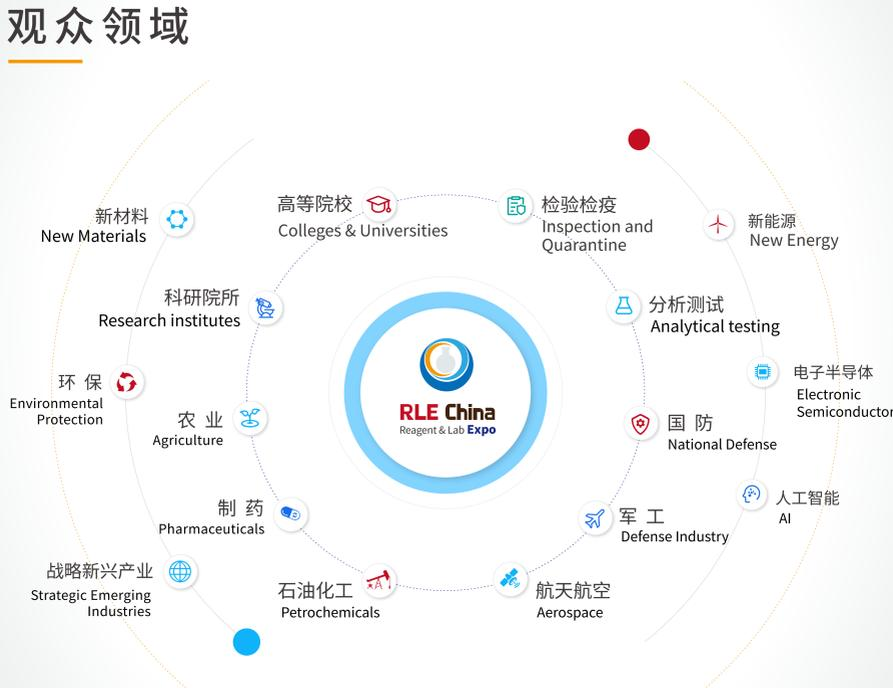 观众领域
新材料
New Materials
高等院校
Colleges & Universities
检验检疫
Inspection and
Quarantine
新能源
New Energy
科研院所
Research institutes
分析测试
Analytical testing
环 保
Environmental
Protection
电子半导体
Electronic
Semiconductor
RLE China
Reagent & Lab Expo
农 业
Agriculture
国 防
National Defense
制 药
Pharmaceuticals
军 工
Defense Industry
人工智能
AI
战略新兴产业
Strategic Emerging
Industries
石油化工
Petrochemicals
航天航空
Aerospace